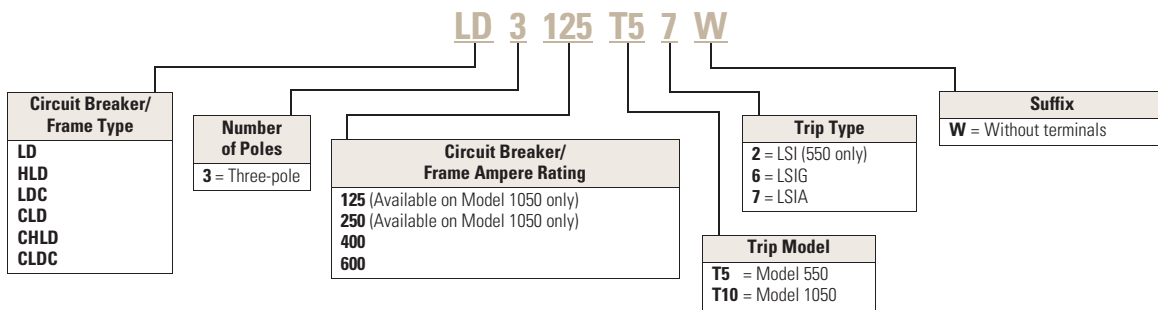 LD 3 125 T5 7 W
Circuit Breaker/
Frame Type
LD
HLD
LDC
CLD
CHLD
CLDC
Number
of Poles
3 = Three-pole
Circuit Breaker/
Frame Ampere Rating
125 (Available on Model 1050 only)
250 (Available on Model 1050 only)
400
600
Trip Model
T5 = Model 550
T10 = Model 1050
Trip Type
2 = LSI (550 only)
6 = LSIG
7 = LSIA
Suffix
W = Without terminals